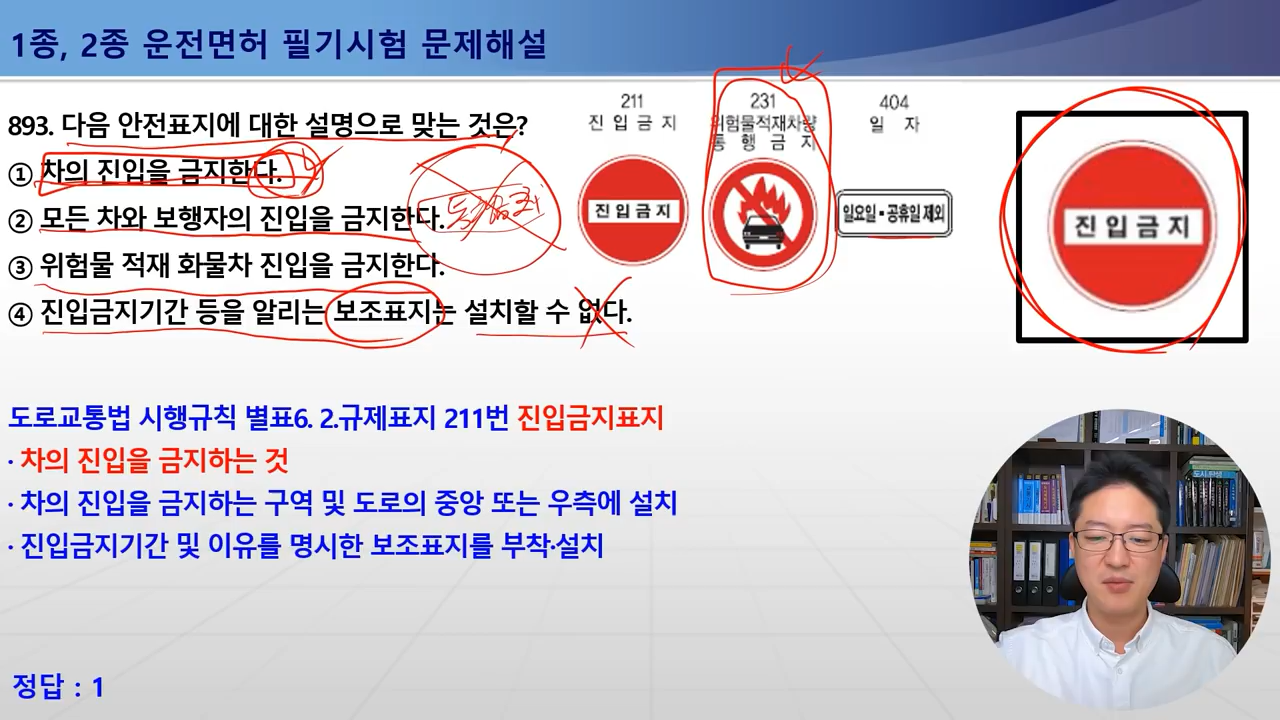 1종, 2종 운전면허 필기시험 문제해설
893. 다음 안전표지에 대한 설명으로 맞는 것은?
① 차의 진입을 금지한다.
② 모든 차와 보행자의 진입을 금지한다.
③ 위험물 적재 화물차 진입을 금지한다.
④ 진입금지기간 등을 알리는 보조표지는 설치할 수 없다.
211
진 입 금 지
진 입 금 지
231
위험물적재차량
통 행 금 지
404
일 자
일요일·공휴일 제외
진 입 금 지
도로교통법 시행규칙 별표6. 2.규제표지 211번 진입금지표지
· 차의 진입을 금지하는 것
· 차의 진입을 금지하는 구역 및 도로의 중앙 또는 우측에 설치
· 진입금지기간 및 이유를 명시한 보조표지를 부착·설치
정답 : 1